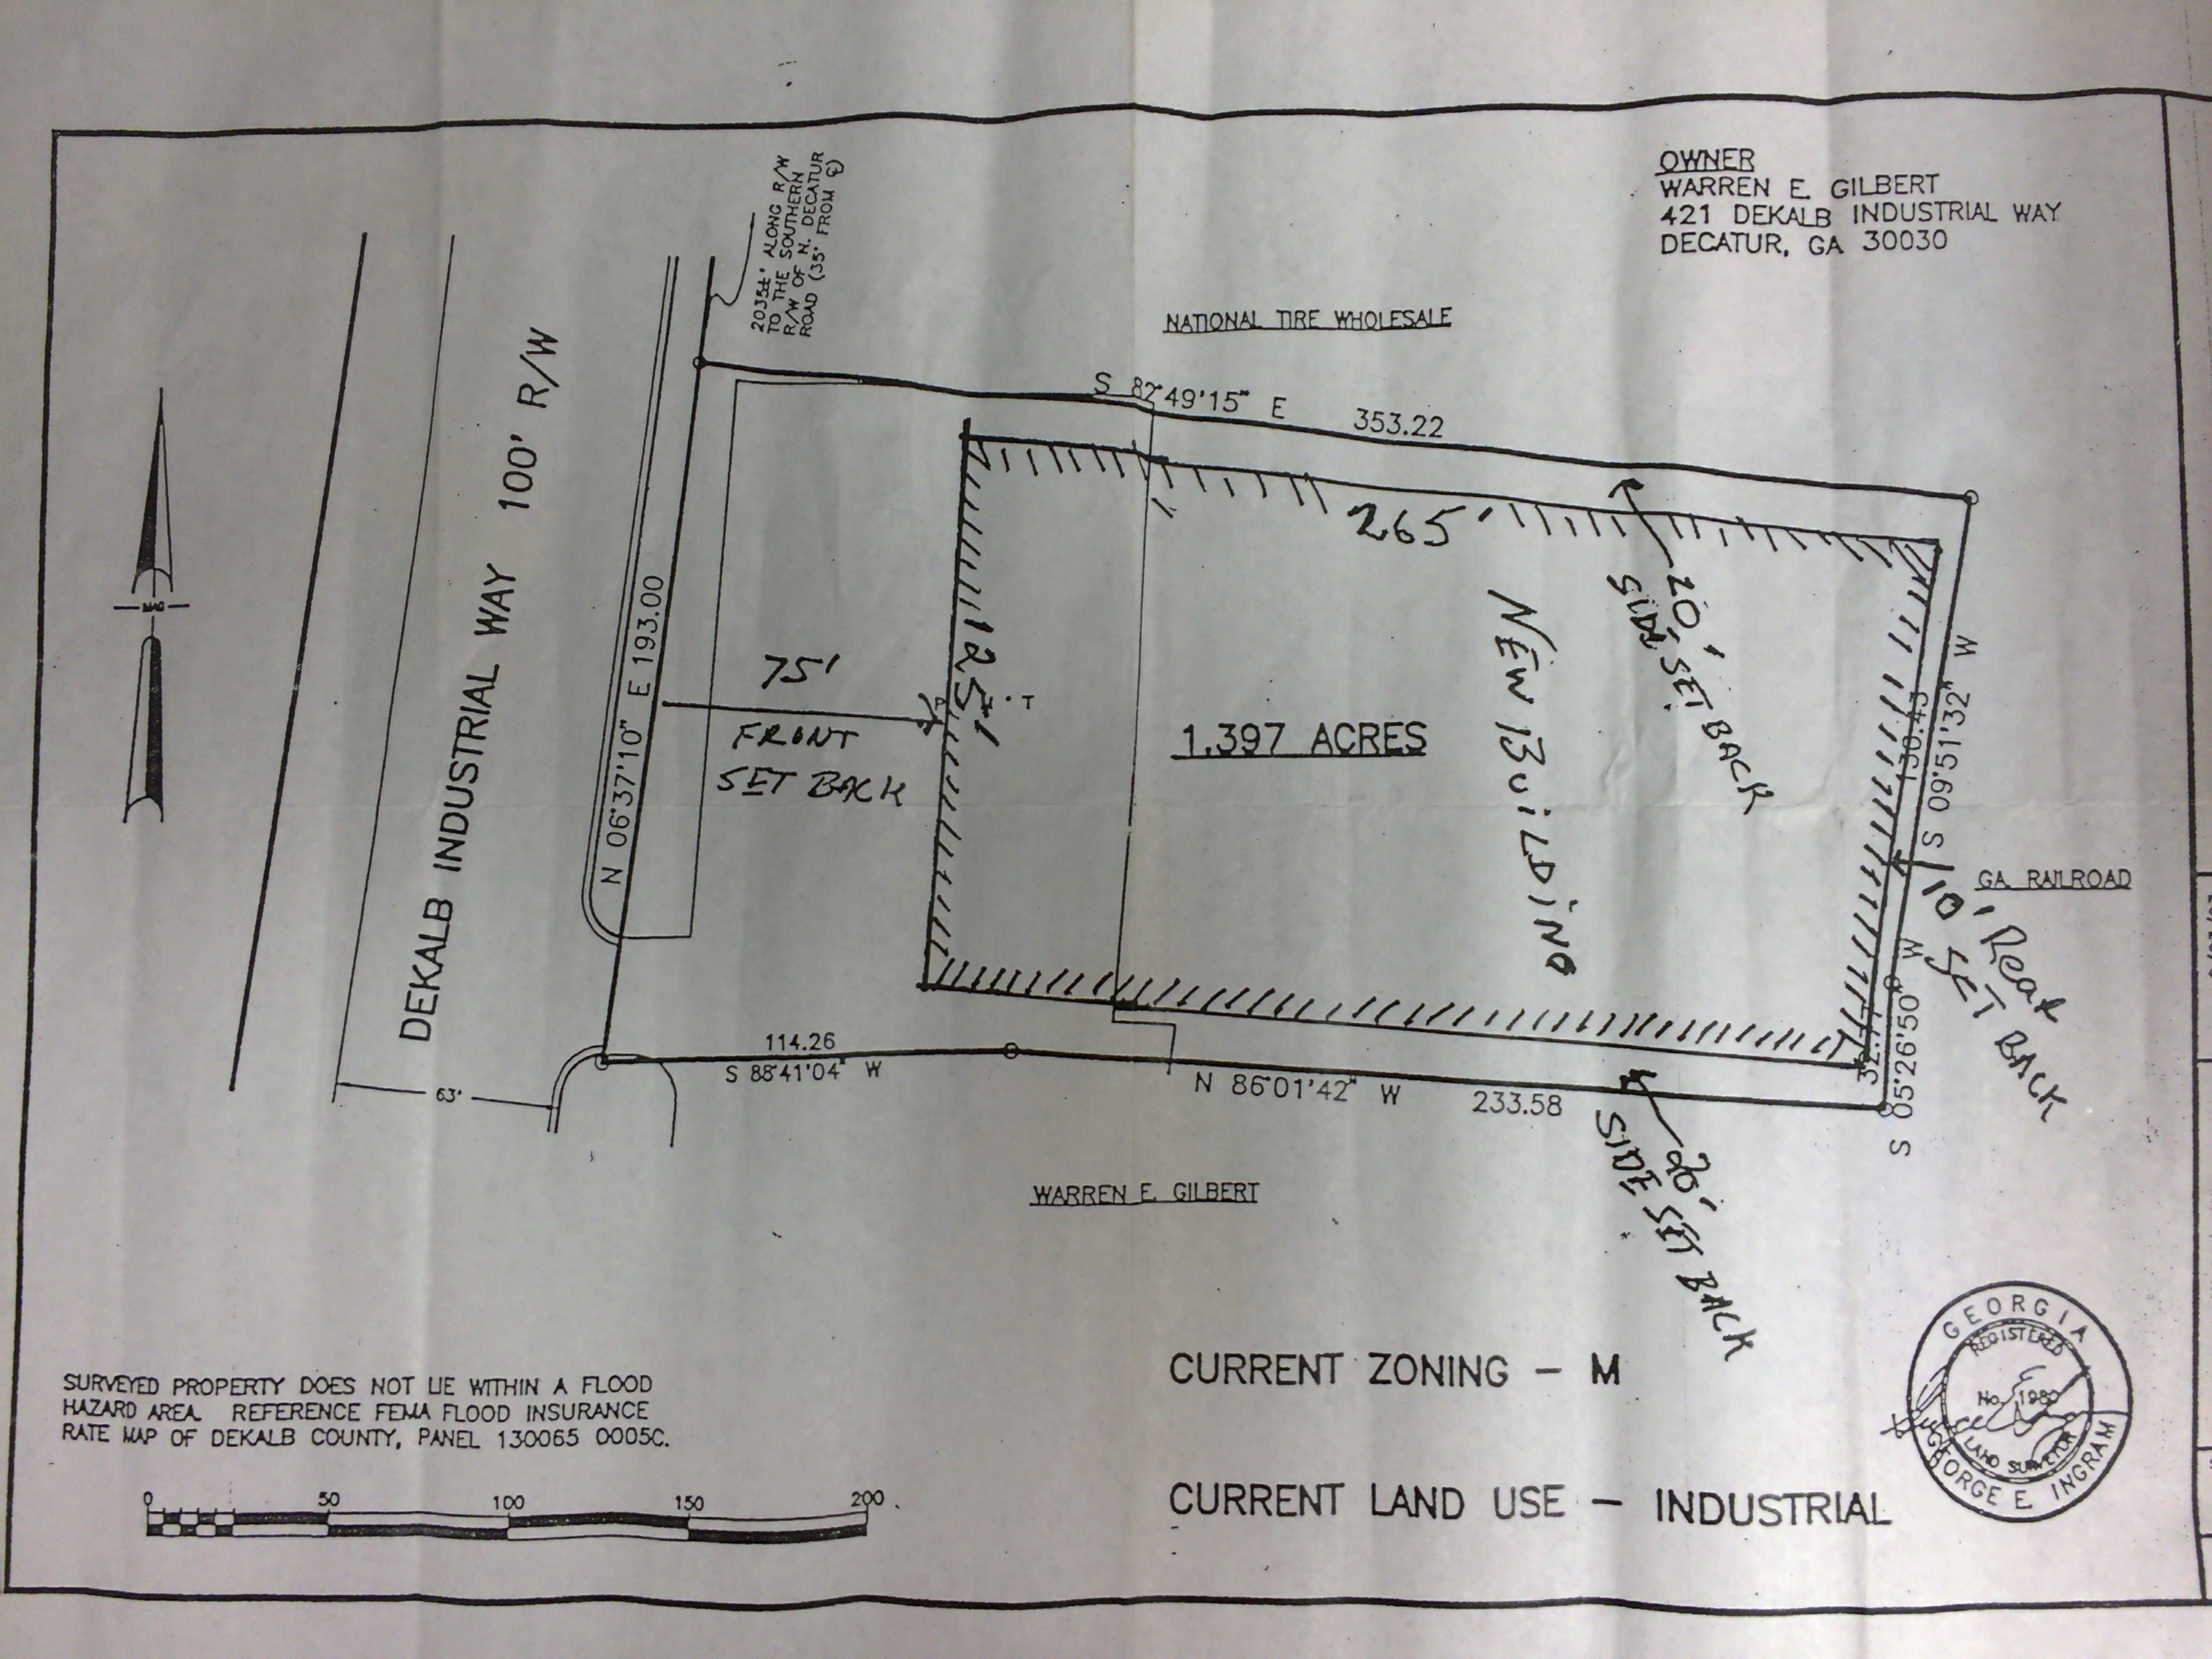 SURVEYED PROPERTY DOES NOT LIE WITHIN A FLOOD
HAZARD AREA. REFERENCE FEMA FLOOD INSURANCE
RATE MAP OF DEKALB COUNTY, PANEL 130065 0005C.
0 50 100 150 200
MAG
DEKALB INDUSTRIAL WAY 100' R/W
63'
N 06°37'10" E 193.00
2035±' ALONG R/W
TO THE SOUTHERN
R/W OF N. DECATUR
ROAD (35' FROM ℄)
75'
FRONT
SET BACK
114.26
S 88°41'04" W
125'
NATIONAL TIRE WHOLESALE
S 87°49'15" E 353.22
265'
1.397 ACRES
NEW BUILDING
20'
SIDE SET BACK
WARREN E. GILBERT
N 86°01'42" W 233.58
20'
SIDE SET BACK
32.77
S 05°26'50" W
130.43
S 09°51'32" W
10'
REAR
SET BACK
GA RAILROAD
OWNER
WARREN E. GILBERT
421 DEKALB INDUSTRIAL WAY
DECATUR, GA 30030
CURRENT ZONING - M
CURRENT LAND USE - INDUSTRIAL
GEORGIA
REGISTERED
LAND SURVEYOR
GEORGE E. INGRAM